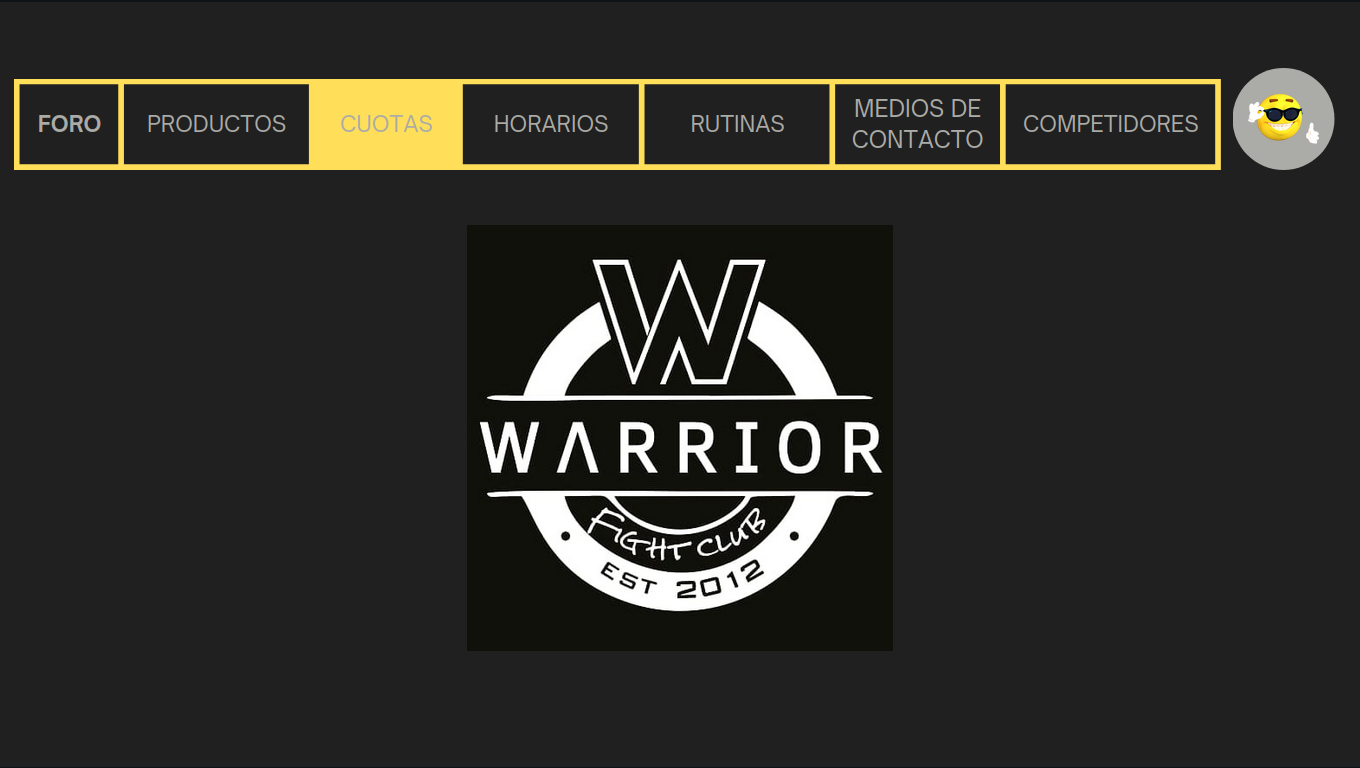 FORO
PRODUCTOS
CUOTAS
HORARIOS
RUTINAS
MEDIOS DE
CONTACTO
COMPETIDORES
W
WARRIOR
FIGHT CLUB
EST 2012